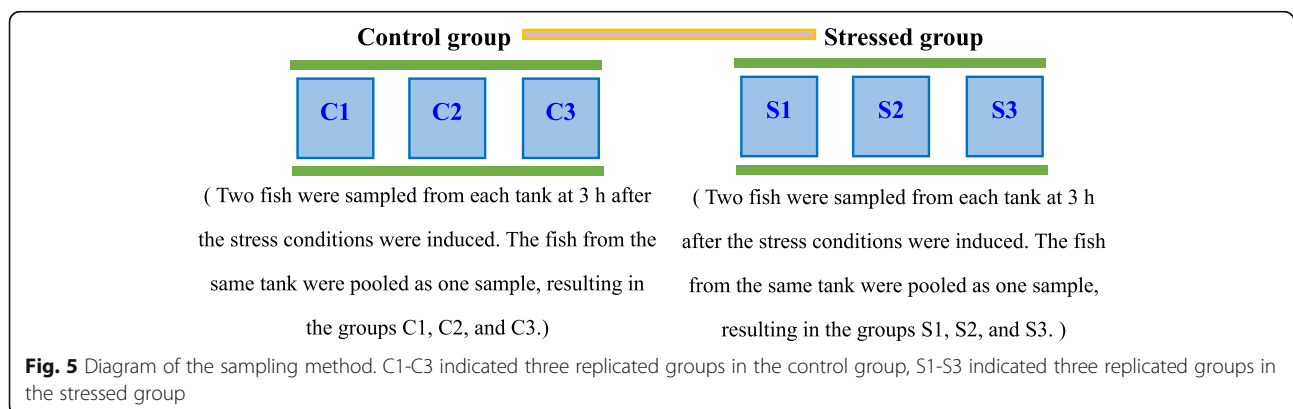 Control group Stressed group
C1 C2 C3 S1 S2 S3
( Two fish were sampled from each tank at 3 h after
the stress conditions were induced. The fish from the
same tank were pooled as one sample, resulting in
the groups C1, C2, and C3.)
( Two fish were sampled from each tank at 3 h
after the stress conditions were induced. The fish
from the same tank were pooled as one sample,
resulting in the groups S1, S2, and S3. )
Fig. 5 Diagram of the sampling method. C1-C3 indicated three replicated groups in the control group, S1-S3 indicated three replicated groups in
the stressed group